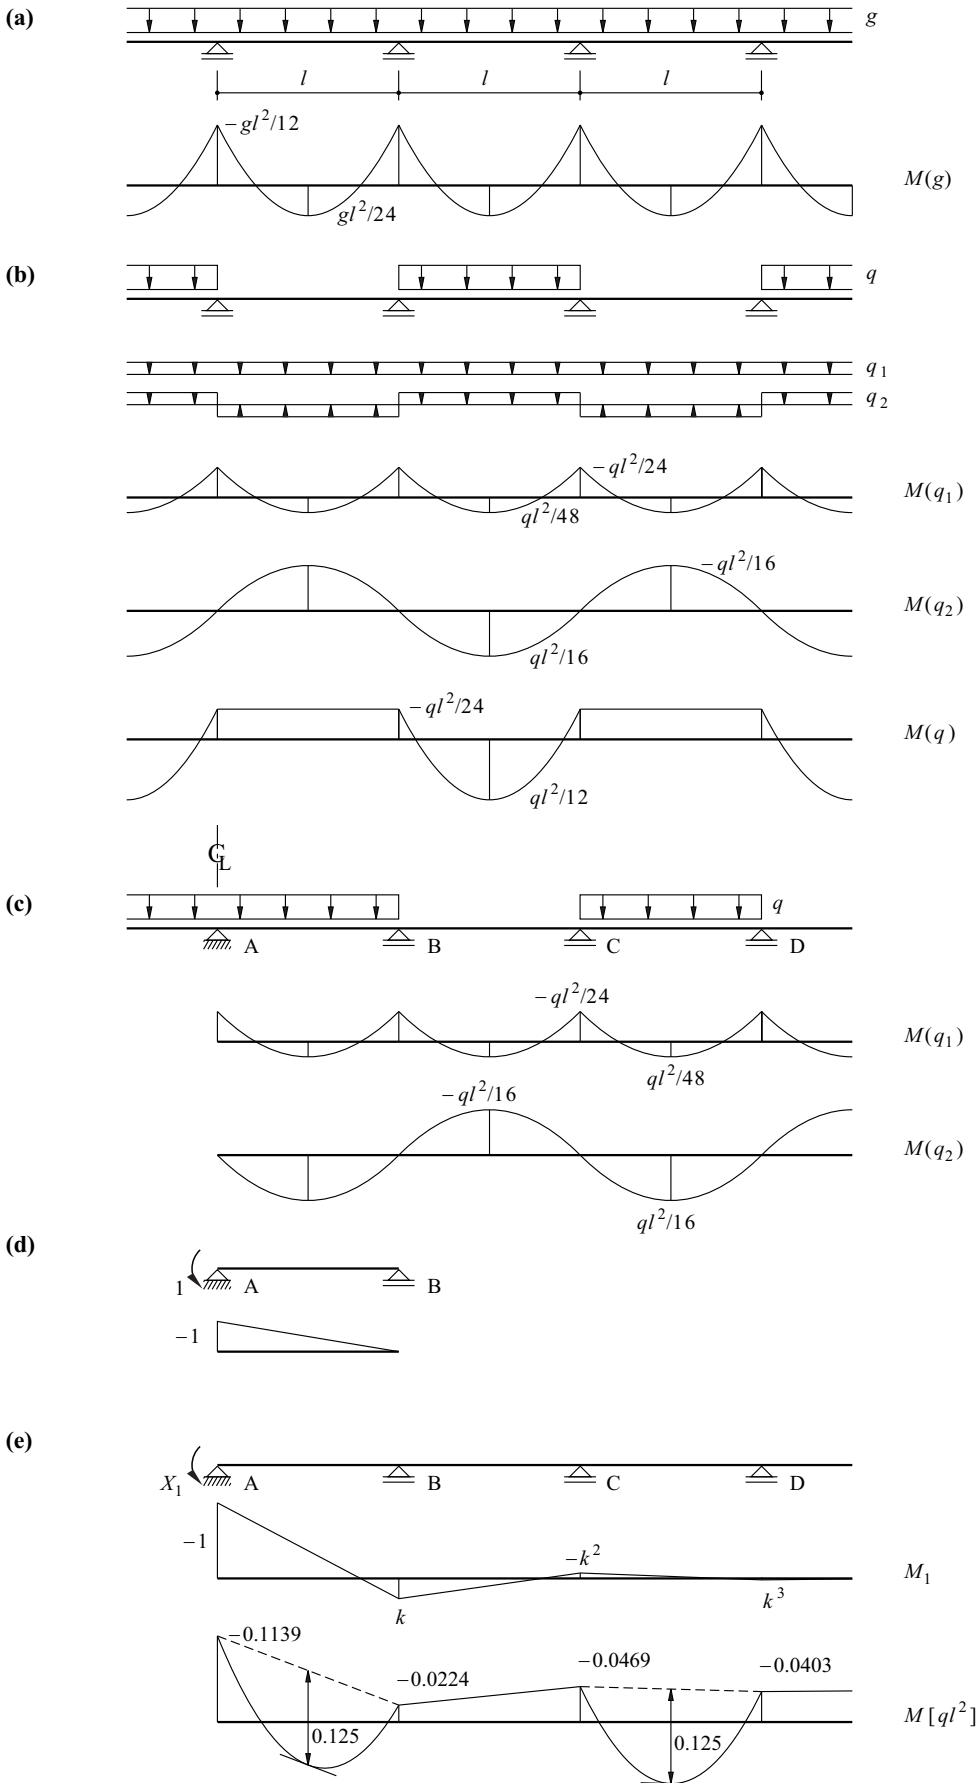 (a)
g
l l l
−gl²/12
M(g)
gl²/24
(b)
q
q₁
q₂
−ql²/24
M(q₁)
ql²/48
−ql²/16
M(q₂)
ql²/16
−ql²/24
M(q)
ql²/12
CL
(c)
q
A B C D
−ql²/24
M(q₁)
ql²/48
−ql²/16
M(q₂)
ql²/16
(d)
1 A B
−1
(e)
X₁ A B C D
−1
−k²
M₁
k
k³
−0.1139
−0.0224
−0.0469
−0.0403
0.125
0.125
M[ql²]